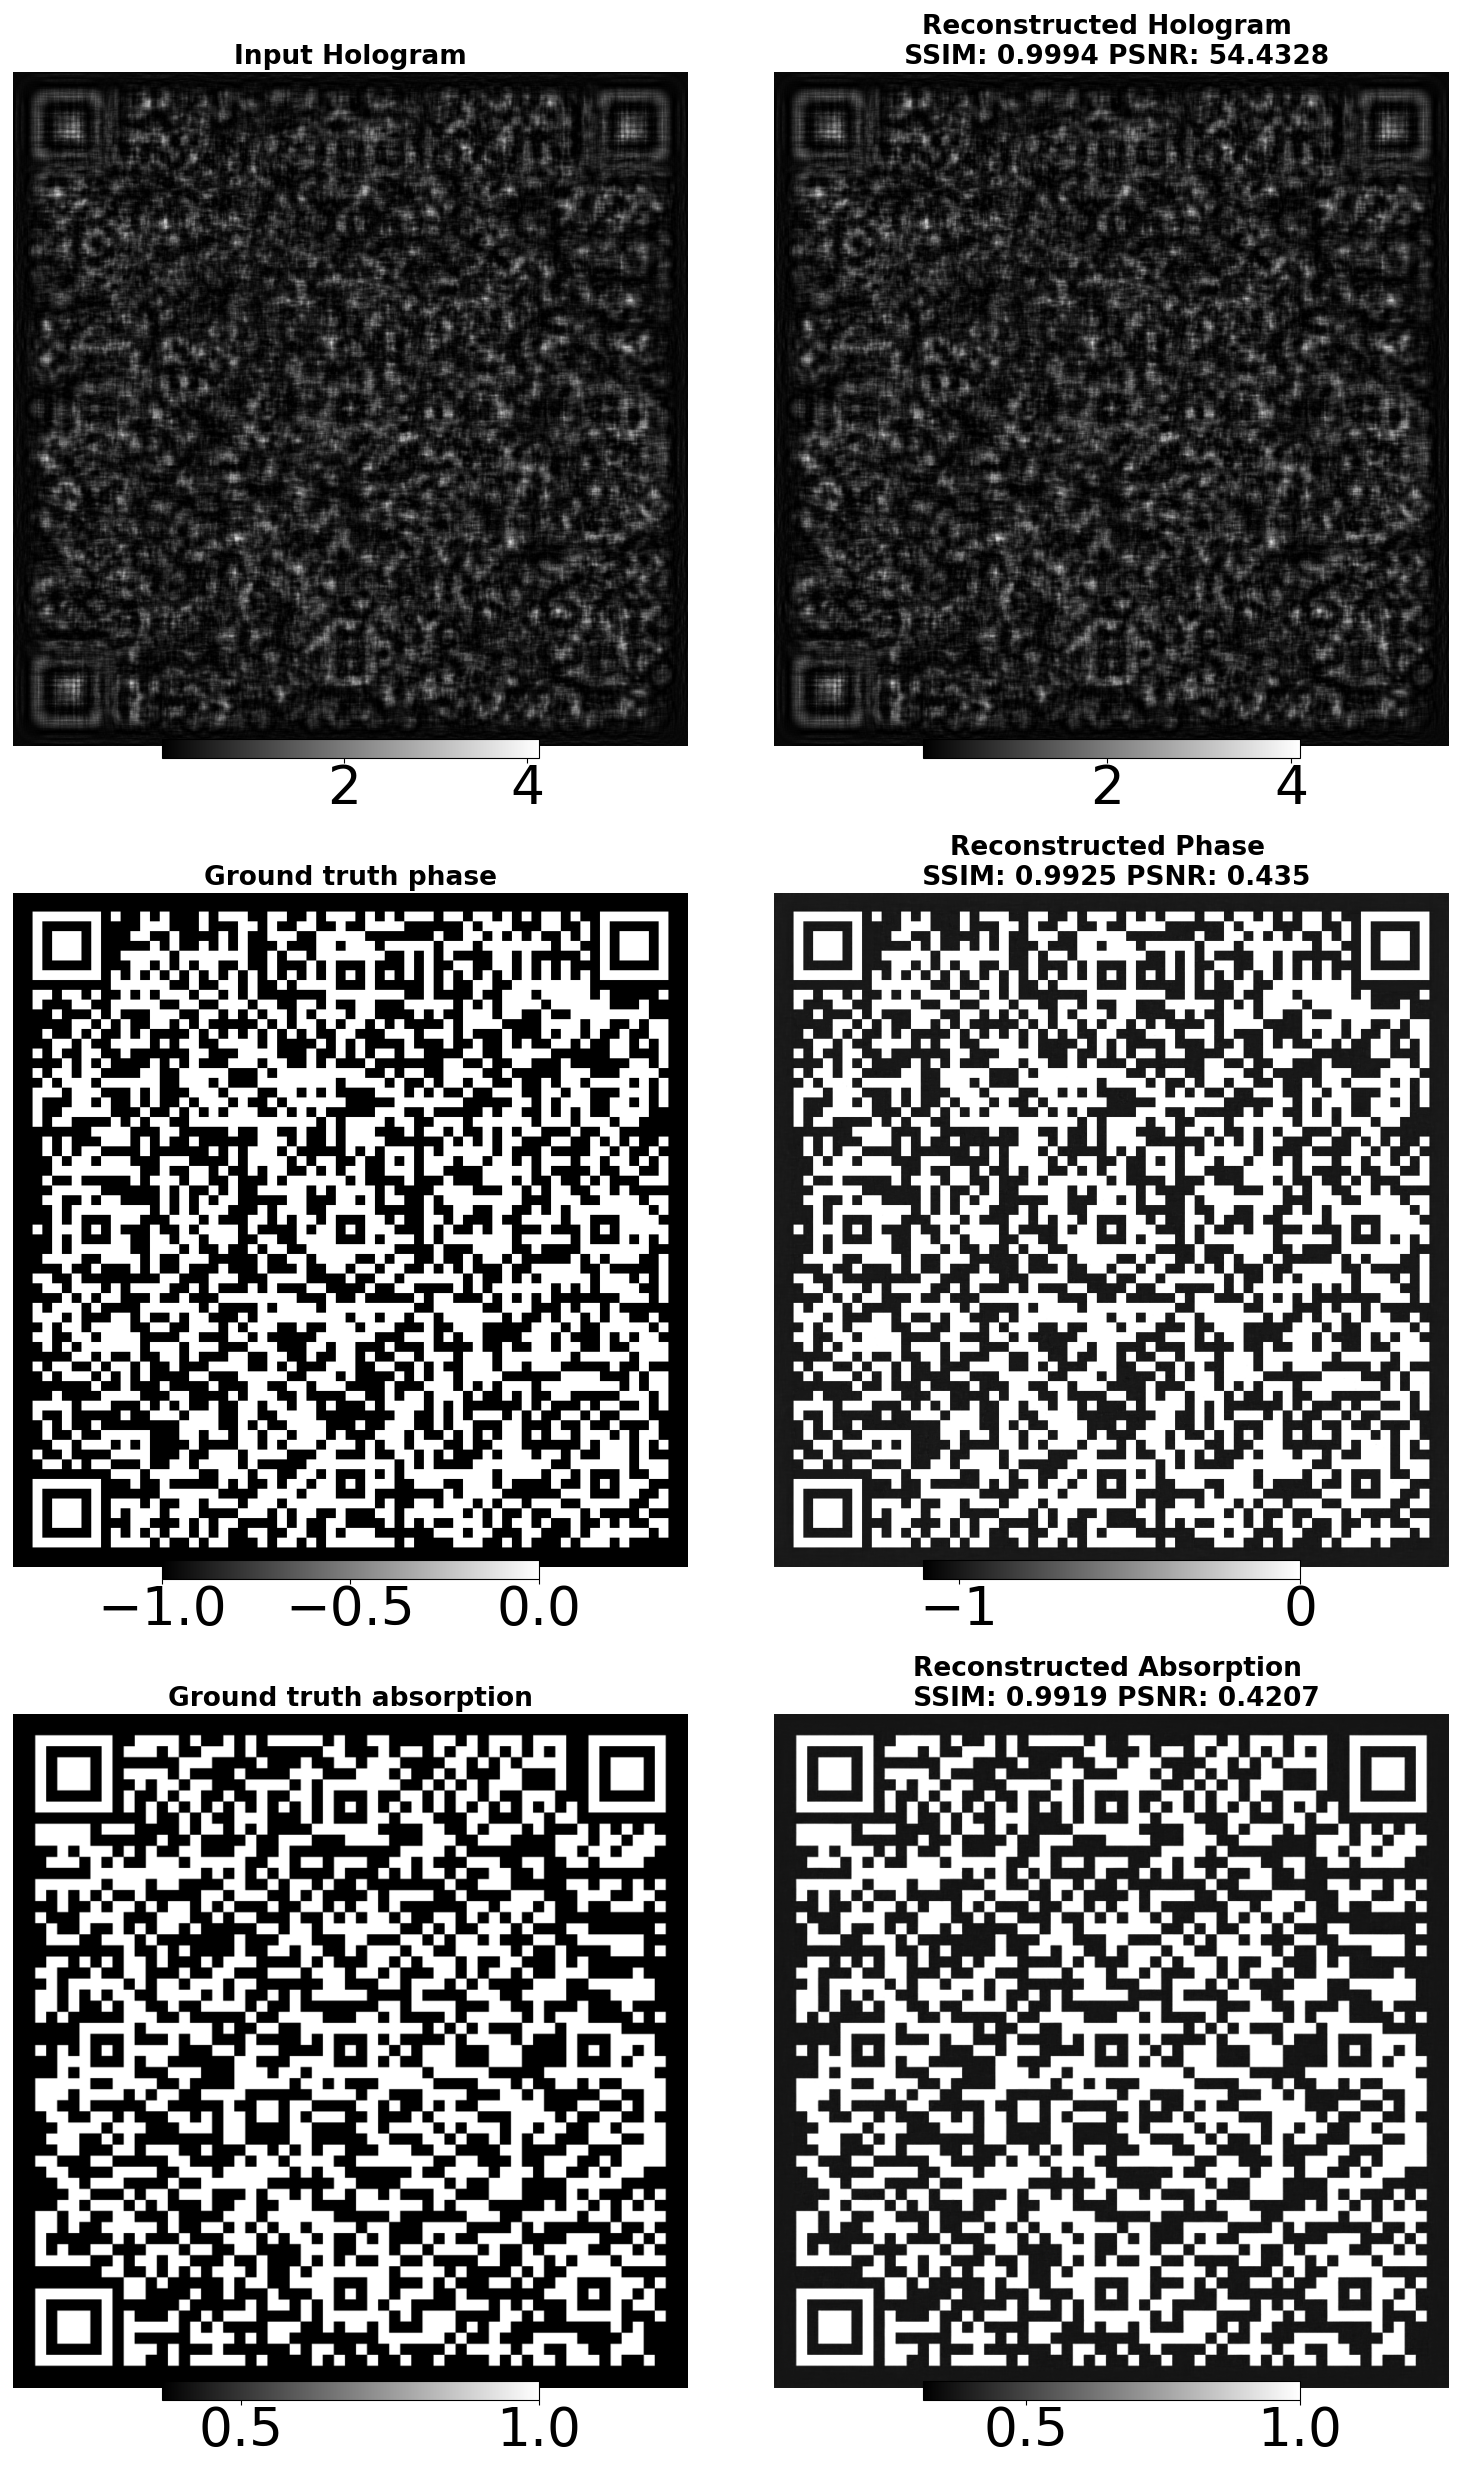 Input Hologram
Reconstructed Hologram
SSIM: 0.9994 PSNR: 54.4328
2 4
2 4
Ground truth phase
Reconstructed Phase
SSIM: 0.9925 PSNR: 0.435
−1.0 −0.5 0.0
−1 0
Ground truth absorption
Reconstructed Absorption
SSIM: 0.9919 PSNR: 0.4207
0.5 1.0
0.5 1.0